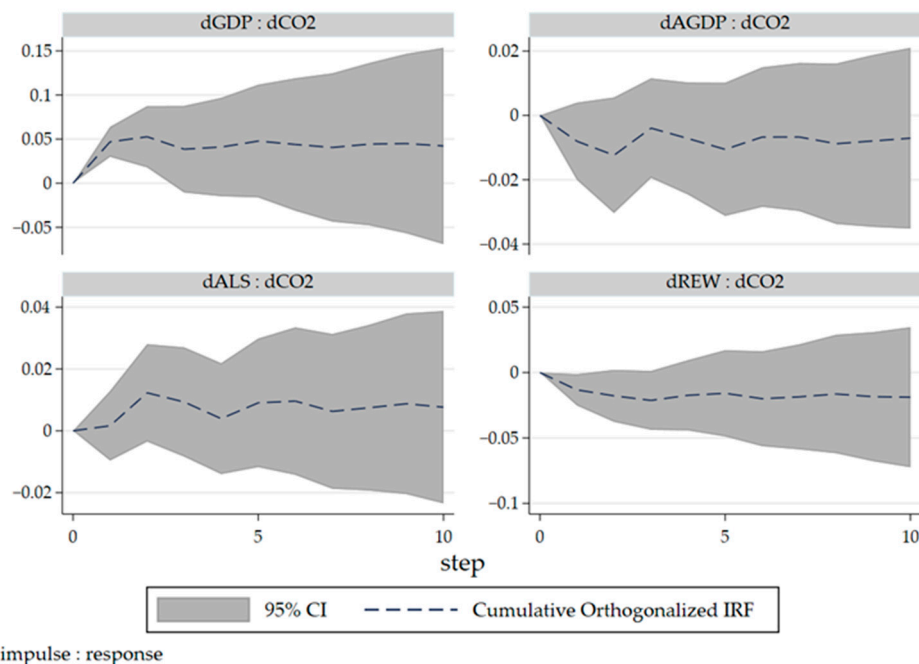 dGDP : dCO2
dAGDP : dCO2
0.15
0.1
0.05
0
−0.05
0.02
0
−0.02
−0.04
dALS : dCO2
dREW : dCO2
0.04
0.02
0
−0.02
0.05
0
−0.05
−0.1
0 5 10
0 5 10
step
95% CI Cumulative Orthogonalized IRF
impulse : response